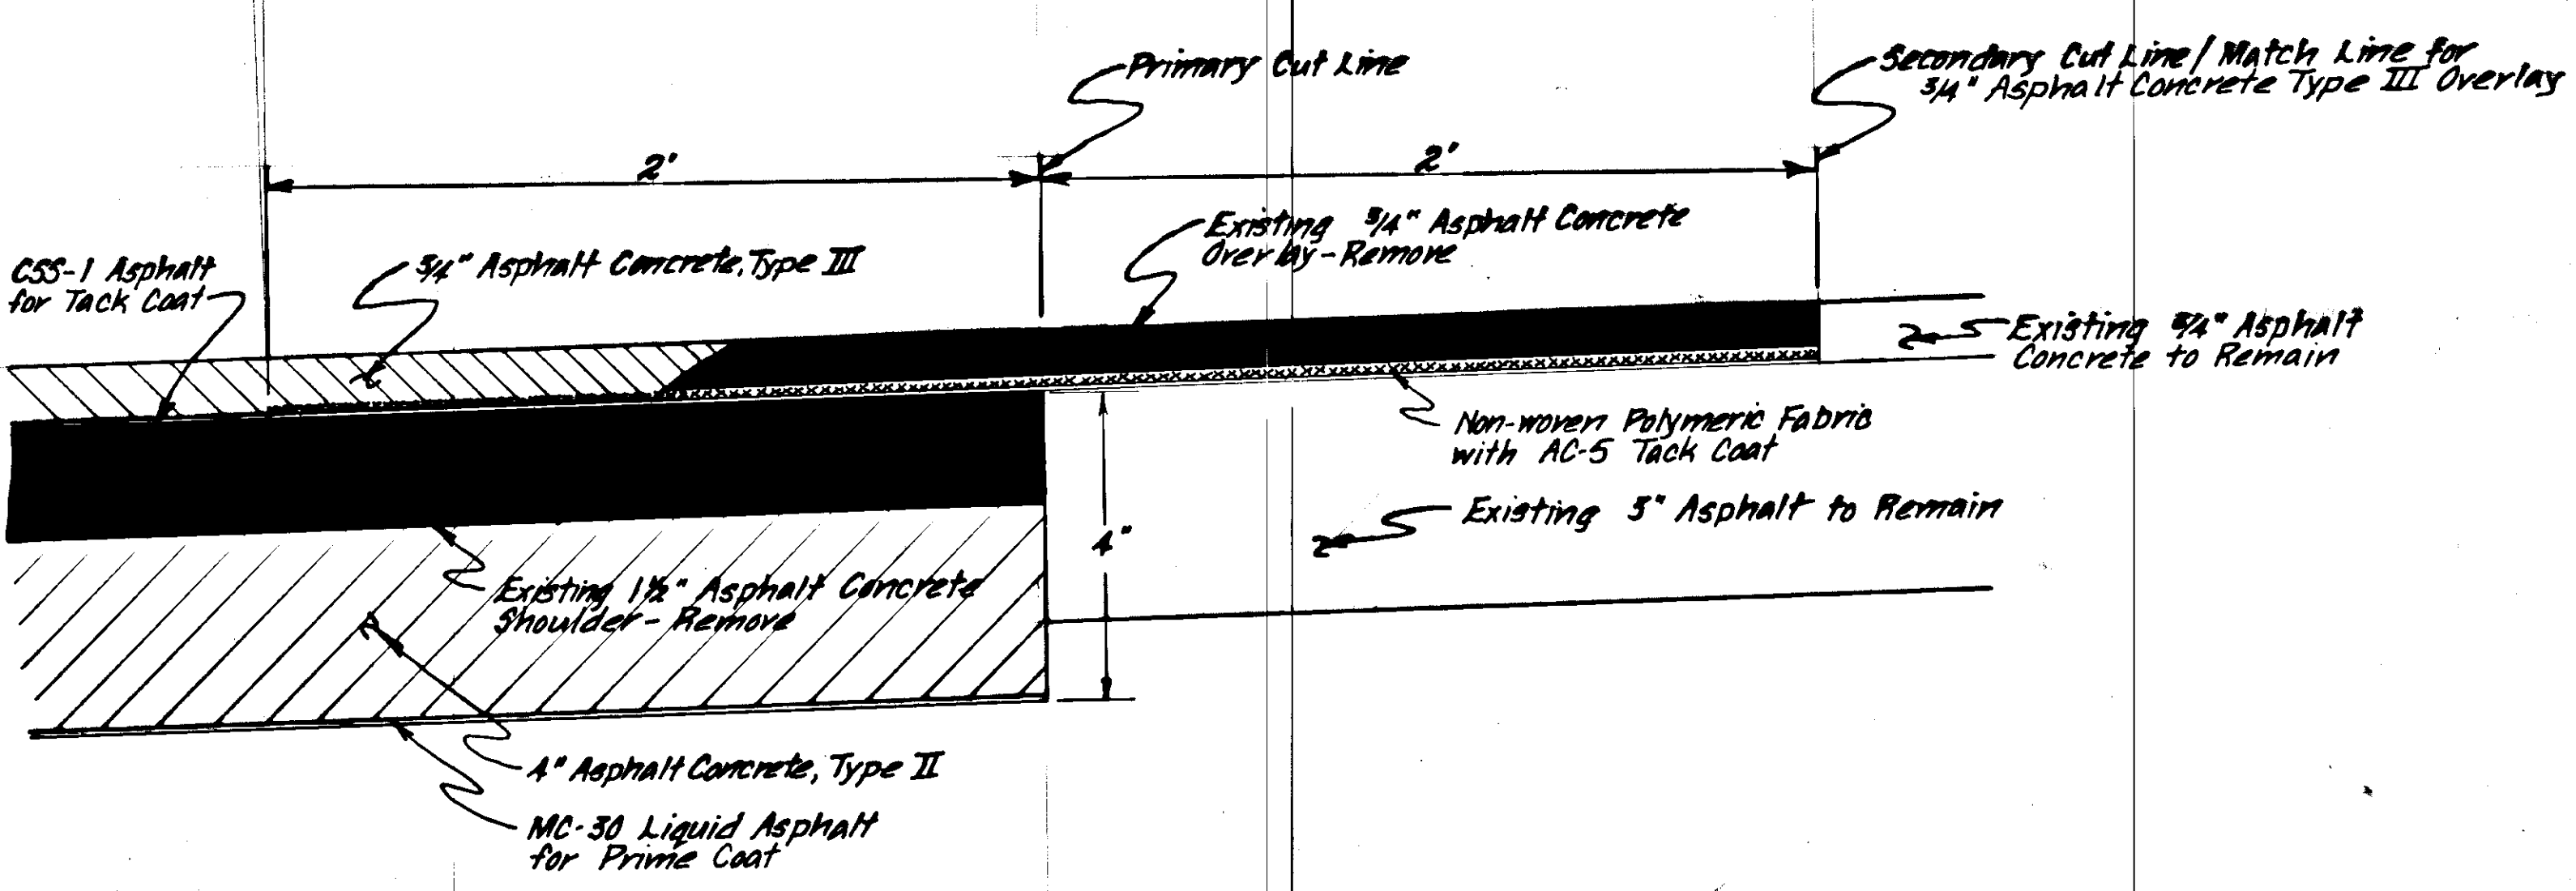 Primary Cut Line
Secondary Cut Line / Match Line for
3/4" Asphalt Concrete Type III Overlay
2'
2'
Existing 3/4" Asphalt Concrete
Overlay - Remove
CSS-1 Asphalt
for Tack Coat
3/4" Asphalt Concrete, Type III
Existing 3/4" Asphalt
Concrete to Remain
Non-woven Polymeric Fabric
with AC-5 Tack Coat
Existing 3" Asphalt to Remain
4"
Existing 1½" Asphalt Concrete
Shoulder - Remove
4" Asphalt Concrete, Type II
MC-30 Liquid Asphalt
for Prime Coat